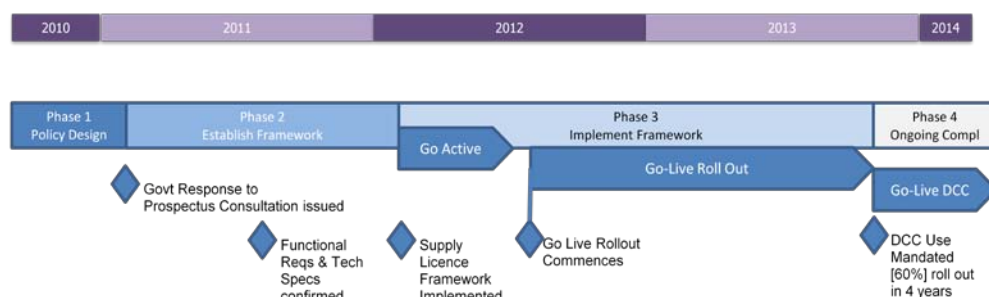 2010 2011 2012 2013 2014
Phase 1 Phase 2 Phase 3 Phase 4
Policy Design Establish Framework Implement Framework Ongoing Compl
Go Active
Go-Live Roll Out
Go-Live DCC
Govt Response to
Prospectus Consultation issued
Functional
Reqs & Tech
Specs
confirmed
Supply
Licence
Framework
Implemented
Go Live Rollout
Commences
DCC Use
Mandated
[60%] roll out
in 4 years